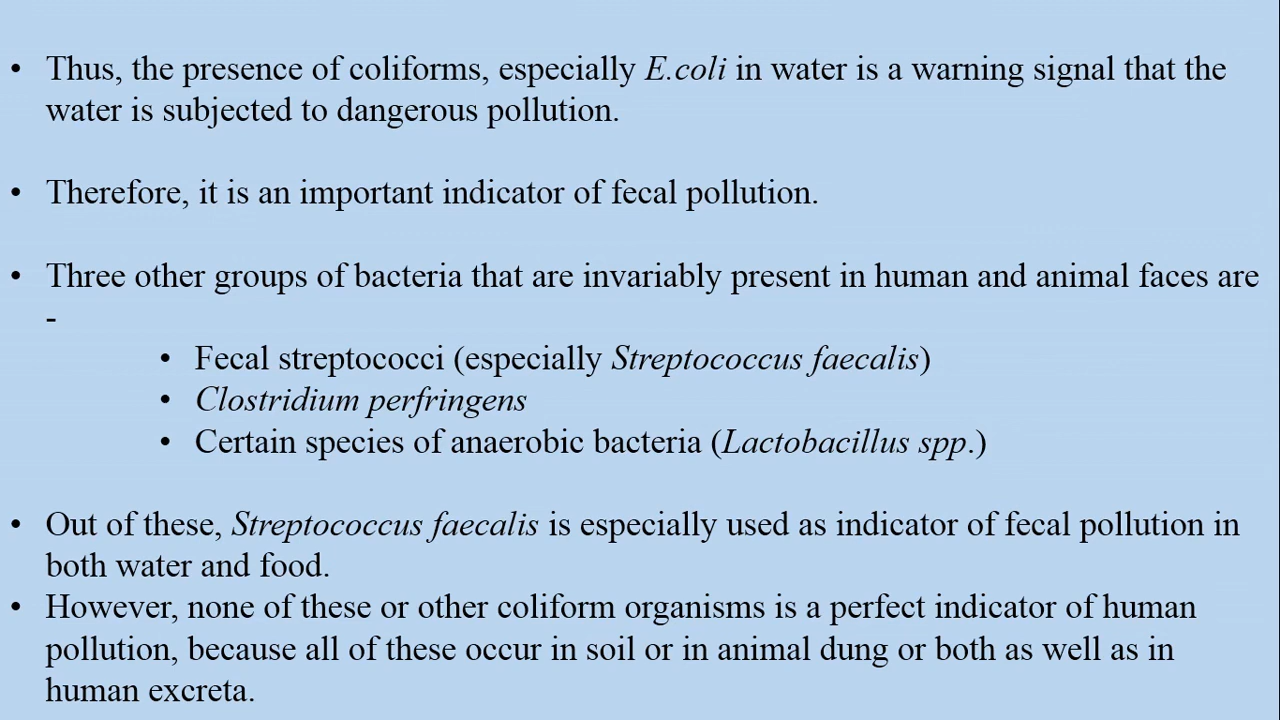 • Thus, the presence of coliforms, especially E.coli in water is a warning signal that the
water is subjected to dangerous pollution.
• Therefore, it is an important indicator of fecal pollution.
• Three other groups of bacteria that are invariably present in human and animal faces are
-
• Fecal streptococci (especially Streptococcus faecalis)
• Clostridium perfringens
• Certain species of anaerobic bacteria (Lactobacillus spp.)
• Out of these, Streptococcus faecalis is especially used as indicator of fecal pollution in
both water and food.
• However, none of these or other coliform organisms is a perfect indicator of human
pollution, because all of these occur in soil or in animal dung or both as well as in
human excreta.